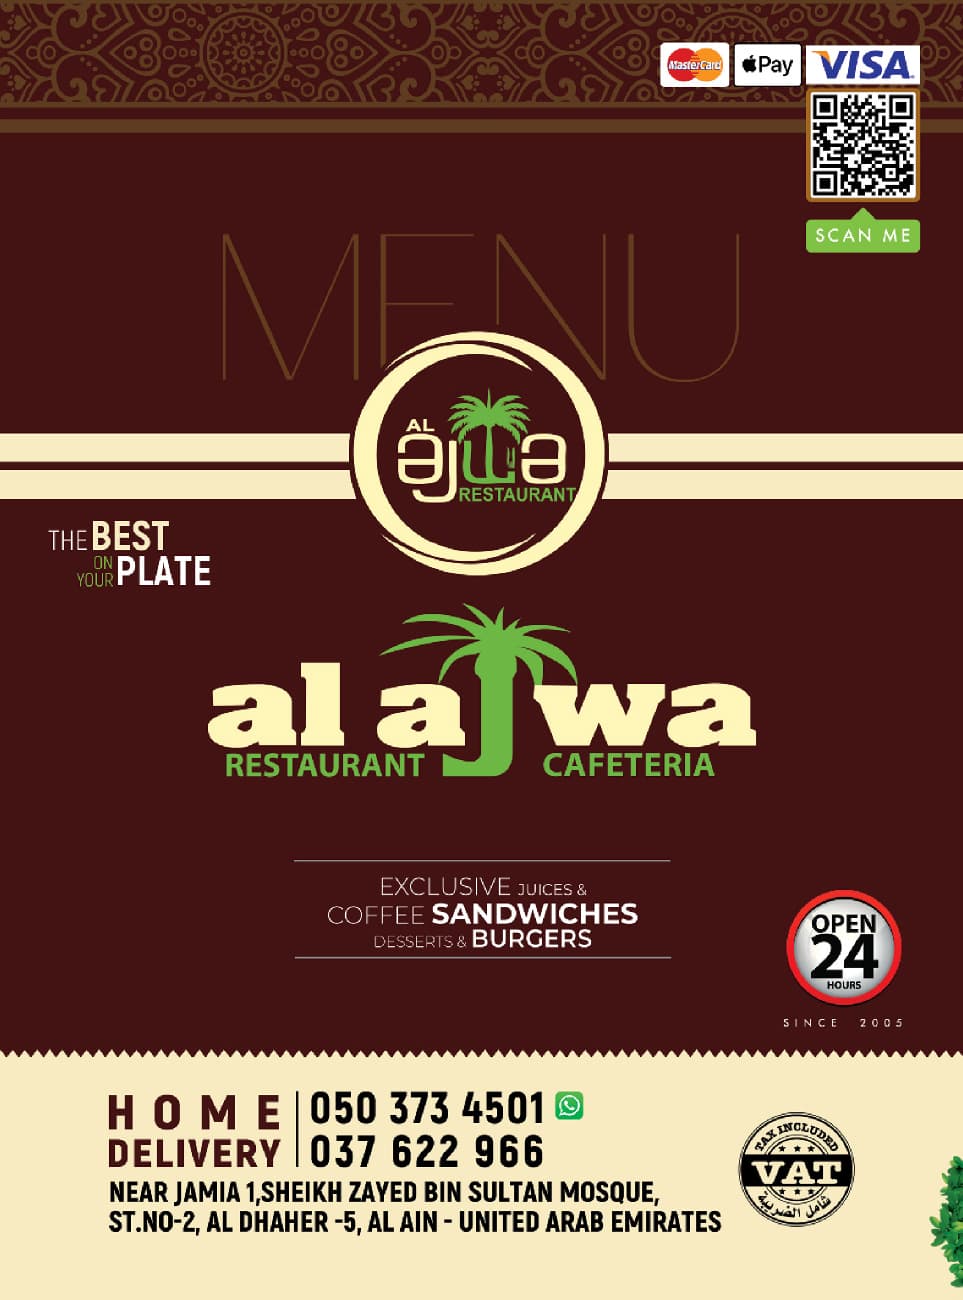 MasterCard Pay VISA
SCAN ME
MENU
AL
ajwa
RESTAURANT
THE BEST
ON YOUR PLATE
al ajwa
RESTAURANT CAFETERIA
EXCLUSIVE JUICES &
COFFEE SANDWICHES
DESSERTS & BURGERS
OPEN
24
HOURS
SINCE 2005
HOME
DELIVERY
050 373 4501
037 622 966
NEAR JAMIA 1,SHEIKH ZAYED BIN SULTAN MOSQUE,
ST.NO-2, AL DHAHER -5, AL AIN - UNITED ARAB EMIRATES
TAX INCLUDED
VAT
شامل الضريبة